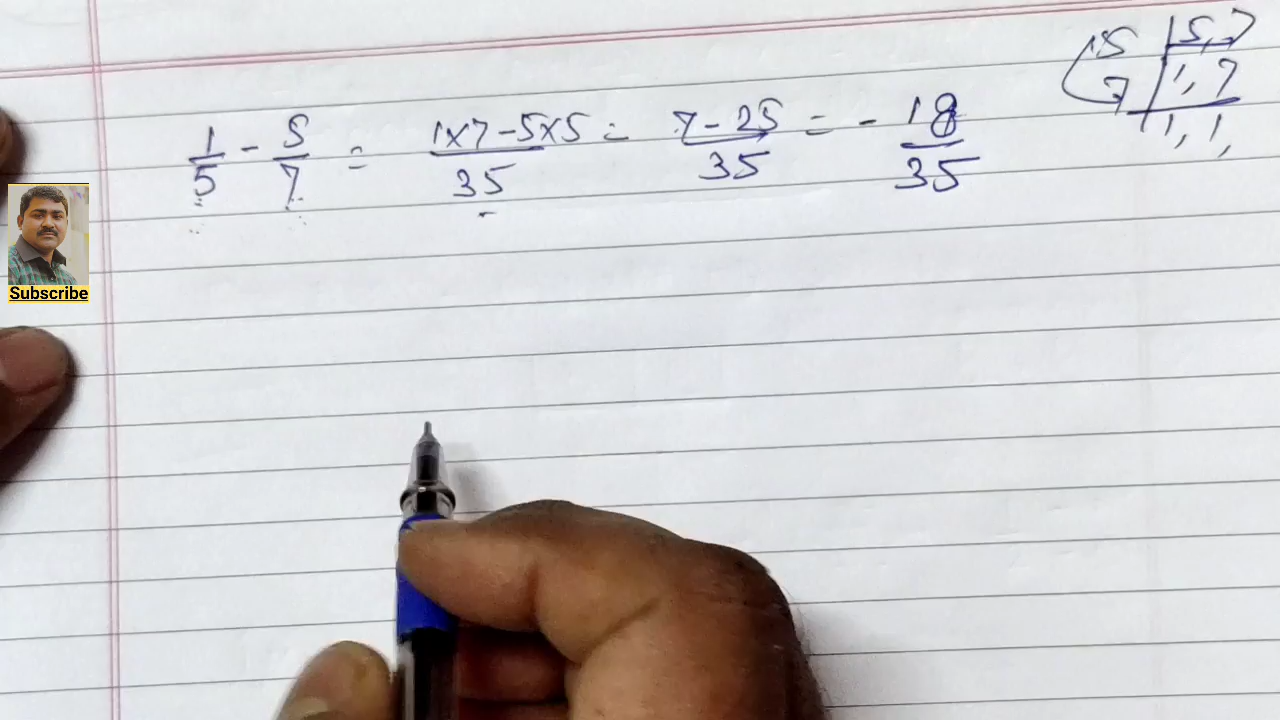 1/5 - 5/7 = 1×7-5×5/35 = 7-25/35 = - 18/35
5 | 5, 7
7 | 1, 7
1, 1,
Subscribe